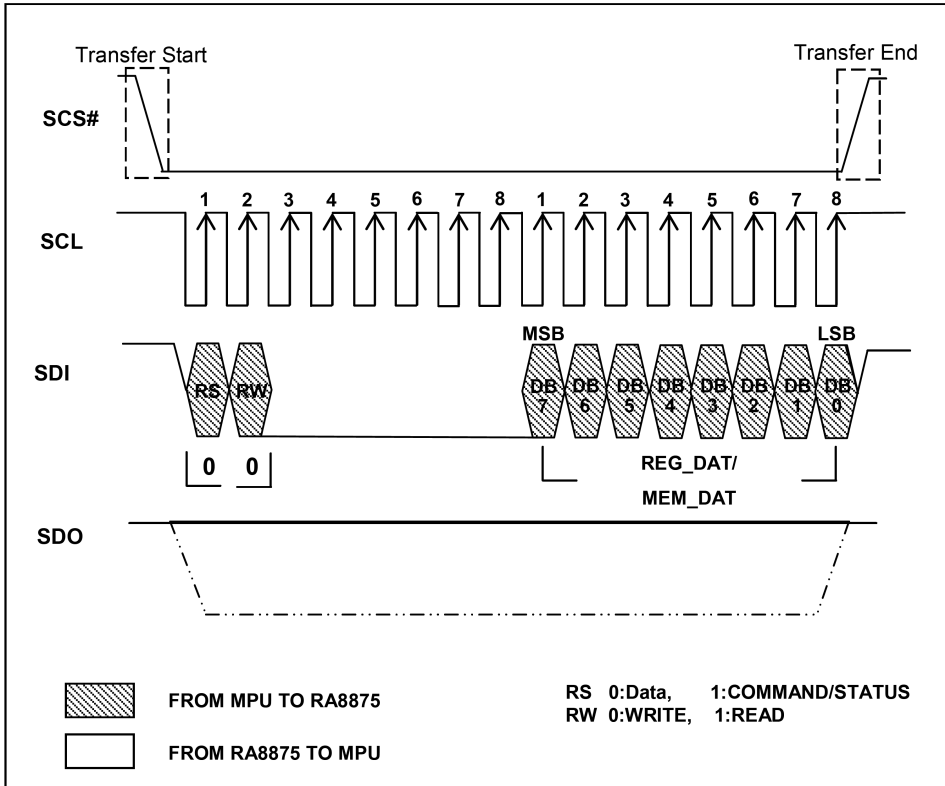 Transfer Start
Transfer End
SCS#
1 2 3 4 5 6 7 8 1 2 3 4 5 6 7 8
SCL
MSB LSB
SDI
RS RW DB 7 DB 6 DB 5 DB 4 DB 3 DB 2 DB 1 DB 0
0 0
REG_DAT/
MEM_DAT
SDO
FROM MPU TO RA8875
RS 0:Data, 1:COMMAND/STATUS
RW 0:WRITE, 1:READ
FROM RA8875 TO MPU